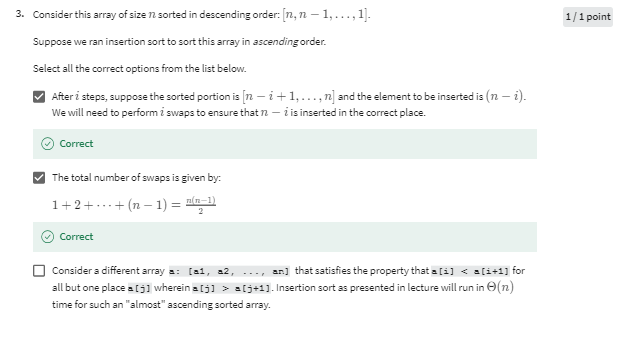 3. Consider this array of size n sorted in descending order: [n, n − 1, . . . , 1]. 1 / 1 point
Suppose we ran insertion sort to sort this array in ascending order.
Select all the correct options from the list below.
After i steps, suppose the sorted portion is [n − i + 1, . . . , n] and the element to be inserted is (n − i).
We will need to perform i swaps to ensure that n − i is inserted in the correct place.
Correct
The total number of swaps is given by:
1 + 2 + · · · + (n − 1) = n(n−1)/2
Correct
Consider a different array a: [a1, a2, ..., an] that satisfies the property that a[i] < a[i+1] for
all but one place a[j] wherein a[j] > a[j+1]. Insertion sort as presented in lecture will run in Θ(n)
time for such an "almost" ascending sorted array.